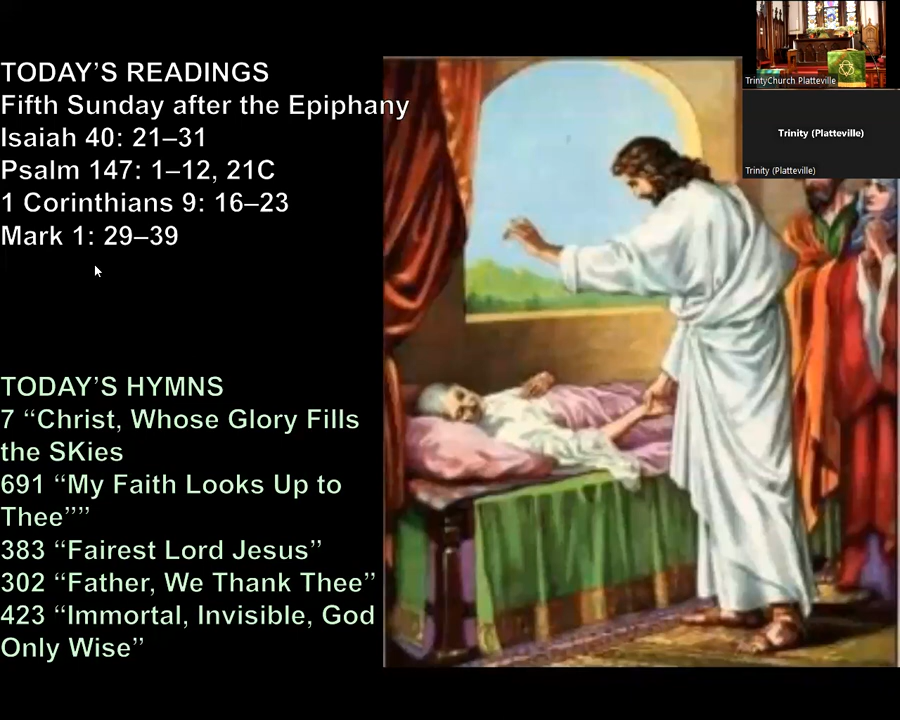 TODAY’S READINGS
Fifth Sunday after the Epiphany
Isaiah 40: 21–31
Psalm 147: 1–12, 21C
1 Corinthians 9: 16–23
Mark 1: 29–39
TODAY’S HYMNS
7 “Christ, Whose Glory Fills
the SKies
691 “My Faith Looks Up to
Thee””
383 “Fairest Lord Jesus”
302 “Father, We Thank Thee”
423 “Immortal, Invisible, God
Only Wise”
TrinityChurch Platteville
Trinity (Platteville)
Trinity (Platteville)